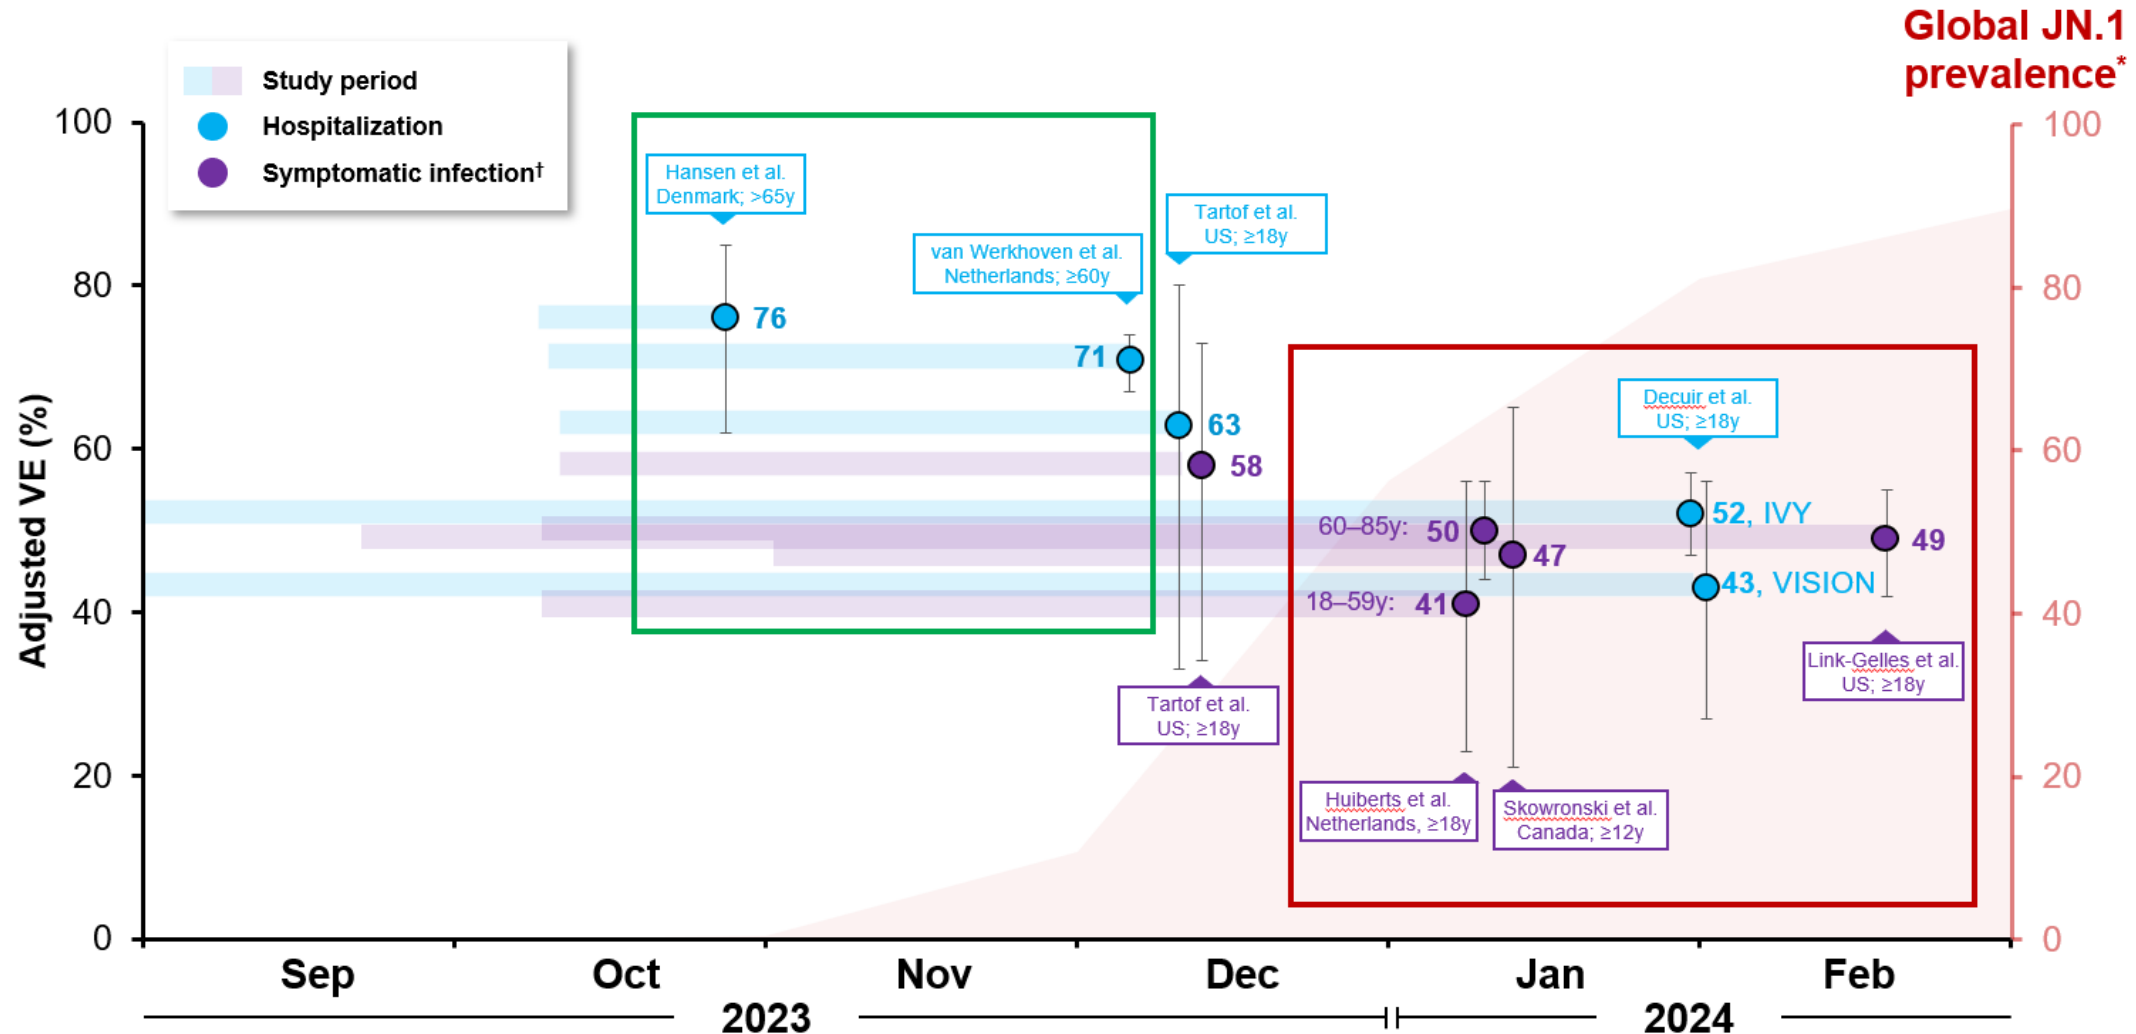 Global JN.1
prevalence*
Study period
Hospitalization
Symptomatic infection†
Adjusted VE (%)
100
80
60
40
20
0
100
80
60
40
20
0
Hansen et al.
Denmark; >65y
76
van Werkhoven et al.
Netherlands; ≥60y
71
Tartof et al.
US; ≥18y
63
58
Tartof et al.
US; ≥18y
Decuir et al.
US; ≥18y
52, IVY
43, VISION
60–85y: 50
47
18–59y: 41
49
Link-Gelles et al.
US; ≥18y
Huiberts et al.
Netherlands, ≥18y
Skowronski et al.
Canada; ≥12y
Sep Oct Nov Dec Jan Feb
2023 2024